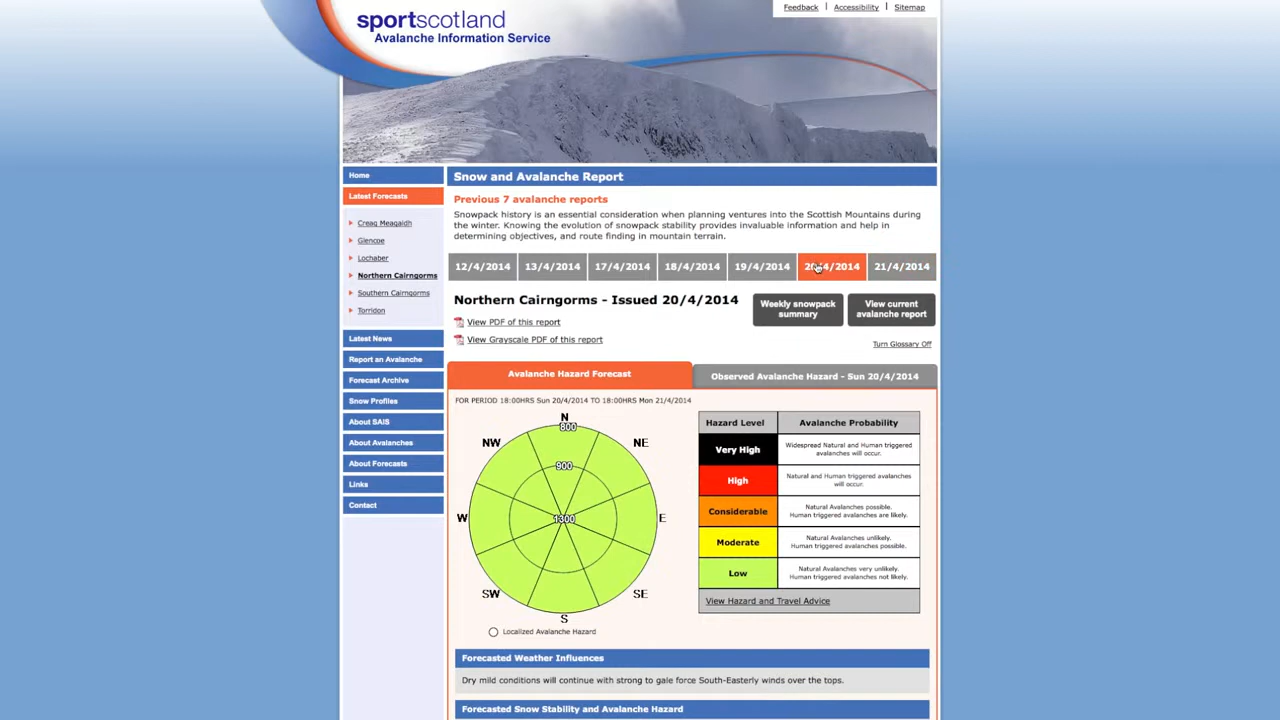 Feedback | Accessibility | Sitemap
sportscotland
Avalanche Information Service
Home
Latest Forecasts
Creag Meagaidh
Glencoe
Lochaber
Northern Cairngorms
Southern Cairngorms
Torridon
Latest News
Report an Avalanche
Forecast Archive
Snow Profiles
About SAIS
About Avalanches
About Forecasts
Links
Contact
Snow and Avalanche Report
Previous 7 avalanche reports
Snowpack history is an essential consideration when planning ventures into the Scottish Mountains during
the winter. Knowing the evolution of snowpack stability provides invaluable information and help in
determining objectives, and route finding in mountain terrain.
12/4/2014 13/4/2014 17/4/2014 18/4/2014 19/4/2014 20/4/2014 21/4/2014
Northern Cairngorms - Issued 20/4/2014
Weekly snowpack
summary
View current
avalanche report
View PDF of this report
View Grayscale PDF of this report
Turn Glossary Off
Avalanche Hazard Forecast
Observed Avalanche Hazard - Sun 20/4/2014
FOR PERIOD 18:00HRS Sun 20/4/2014 TO 18:00HRS Mon 21/4/2014
N
800
NW
NE
900
W
1300
E
SW
SE
S
Localized Avalanche Hazard
Hazard Level Avalanche Probability
Very High
Widespread Natural and Human triggered
avalanches will occur.
High
Natural and Human triggered avalanches
will occur.
Considerable
Natural Avalanches possible.
Human triggered avalanches are likely.
Moderate
Natural Avalanches unlikely.
Human triggered avalanches possible.
Low
Natural Avalanches very unlikely.
Human triggered avalanches not likely.
View Hazard and Travel Advice
Forecasted Weather Influences
Dry mild conditions will continue with strong to gale force South-Easterly winds over the tops.
Forecasted Snow Stability and Avalanche Hazard